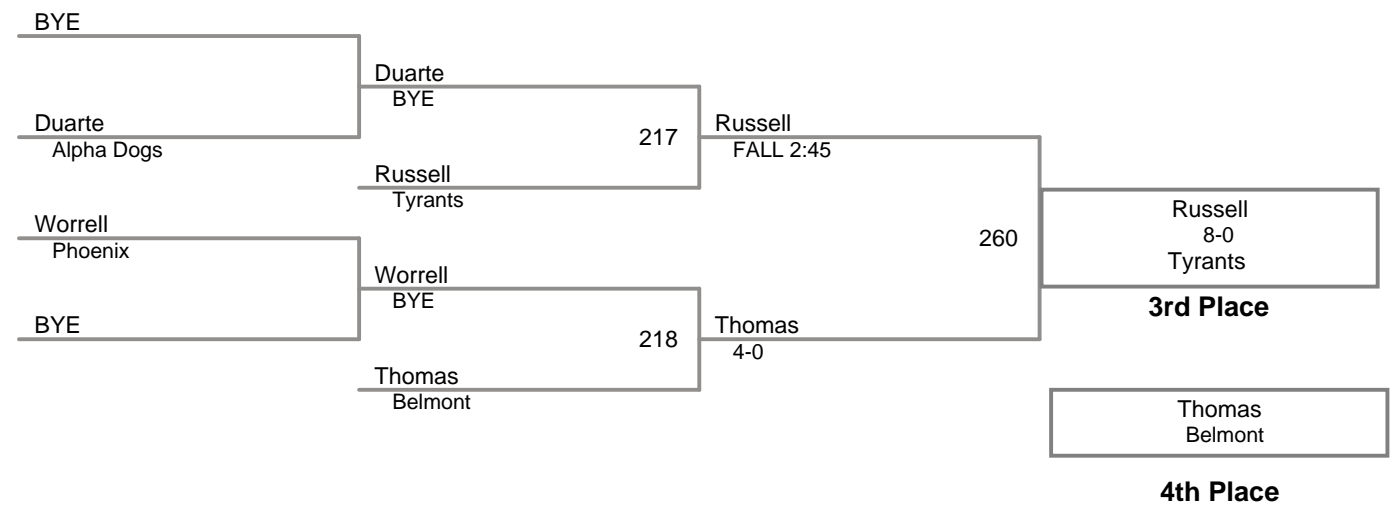 BYE
Duarte
BYE
Duarte
Alpha Dogs
217
Russell
FALL 2:45
Russell
Tyrants
Worrell
Phoenix
260
Russell
8-0
Tyrants
3rd Place
Worrell
BYE
BYE
218
Thomas
4-0
Thomas
Belmont
Thomas
Belmont
4th Place